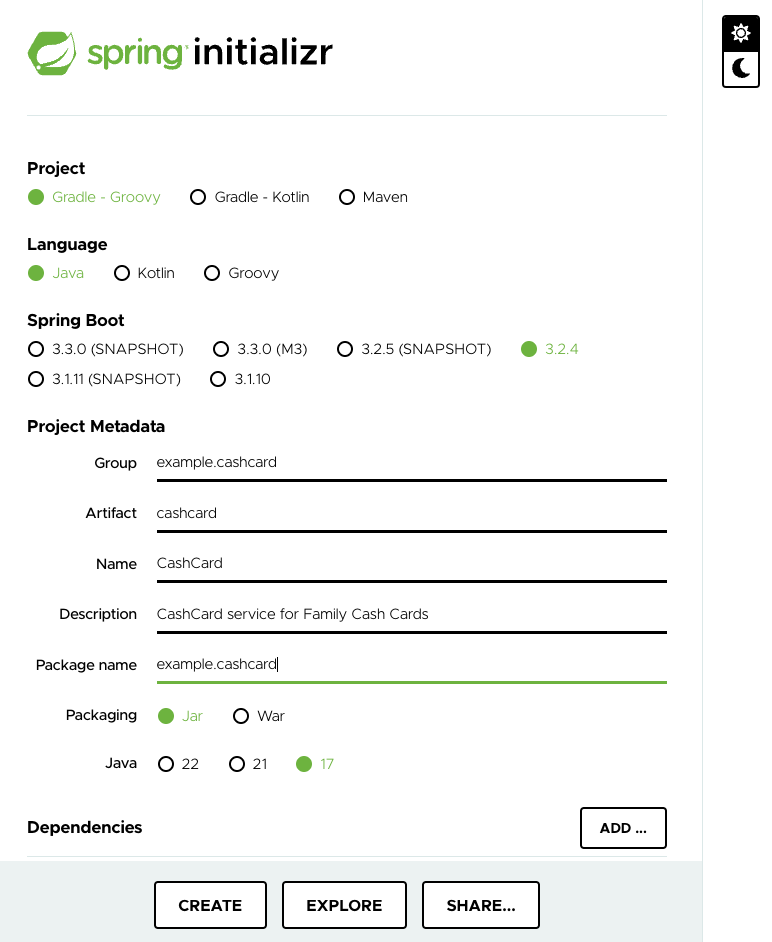 spring initializr
Project
Gradle - Groovy Gradle - Kotlin Maven
Language
Java Kotlin Groovy
Spring Boot
3.3.0 (SNAPSHOT) 3.3.0 (M3) 3.2.5 (SNAPSHOT) 3.2.4
3.1.11 (SNAPSHOT) 3.1.10
Project Metadata
Group example.cashcard
Artifact cashcard
Name CashCard
Description CashCard service for Family Cash Cards
Package name example.cashcard
Packaging Jar War
Java 22 21 17
Dependencies ADD ...
CREATE EXPLORE SHARE...